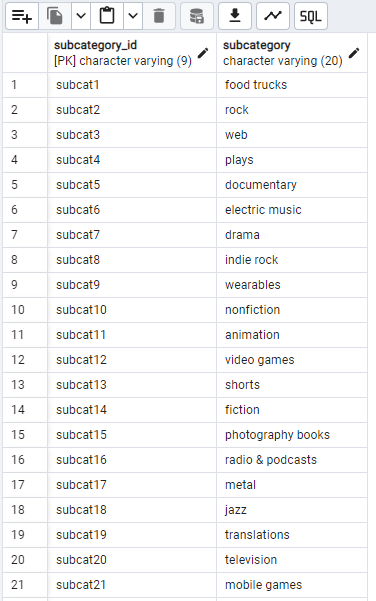 SQL
subcategory_id subcategory
[PK] character varying (9) character varying (20)
1 subcat1 food trucks
2 subcat2 rock
3 subcat3 web
4 subcat4 plays
5 subcat5 documentary
6 subcat6 electric music
7 subcat7 drama
8 subcat8 indie rock
9 subcat9 wearables
10 subcat10 nonfiction
11 subcat11 animation
12 subcat12 video games
13 subcat13 shorts
14 subcat14 fiction
15 subcat15 photography books
16 subcat16 radio & podcasts
17 subcat17 metal
18 subcat18 jazz
19 subcat19 translations
20 subcat20 television
21 subcat21 mobile games